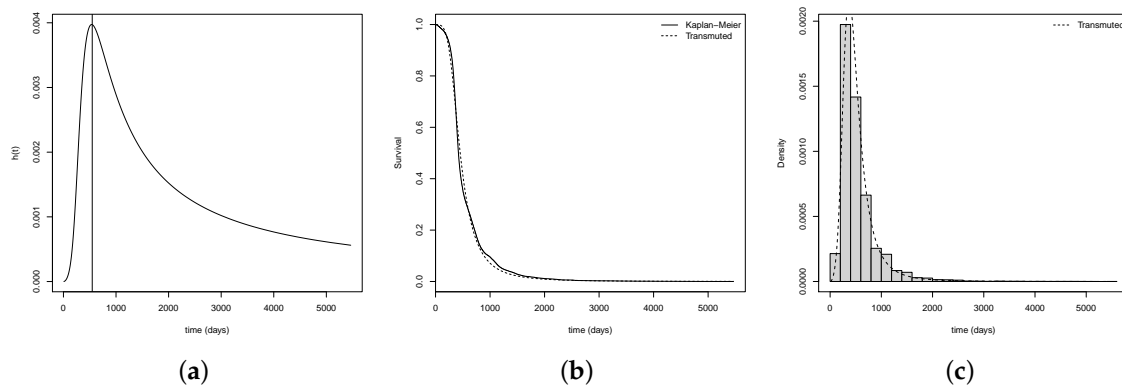 h(t)
0.004
0.003
0.002
0.001
0.000
0 1000 2000 3000 4000 5000
time (days)
(a)
Survival
1.0
0.8
0.6
0.4
0.2
0.0
Kaplan−Meier
Transmuted
0 1000 2000 3000 4000 5000
time (days)
(b)
Density
0.0020
0.0015
0.0010
0.0005
0.0000
Transmuted
0 1000 2000 3000 4000 5000
time (days)
(c)